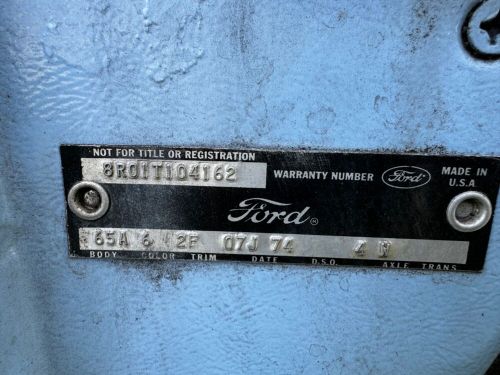 NOT FOR TITLE OR REGISTRATION
8R01T104162 WARRANTY NUMBER Ford MADE IN
U.S.A
Ford ®
65A 6 2F 07J 74 4 W
BODY COLOR TRIM DATE D.S.O. AXLE TRANS